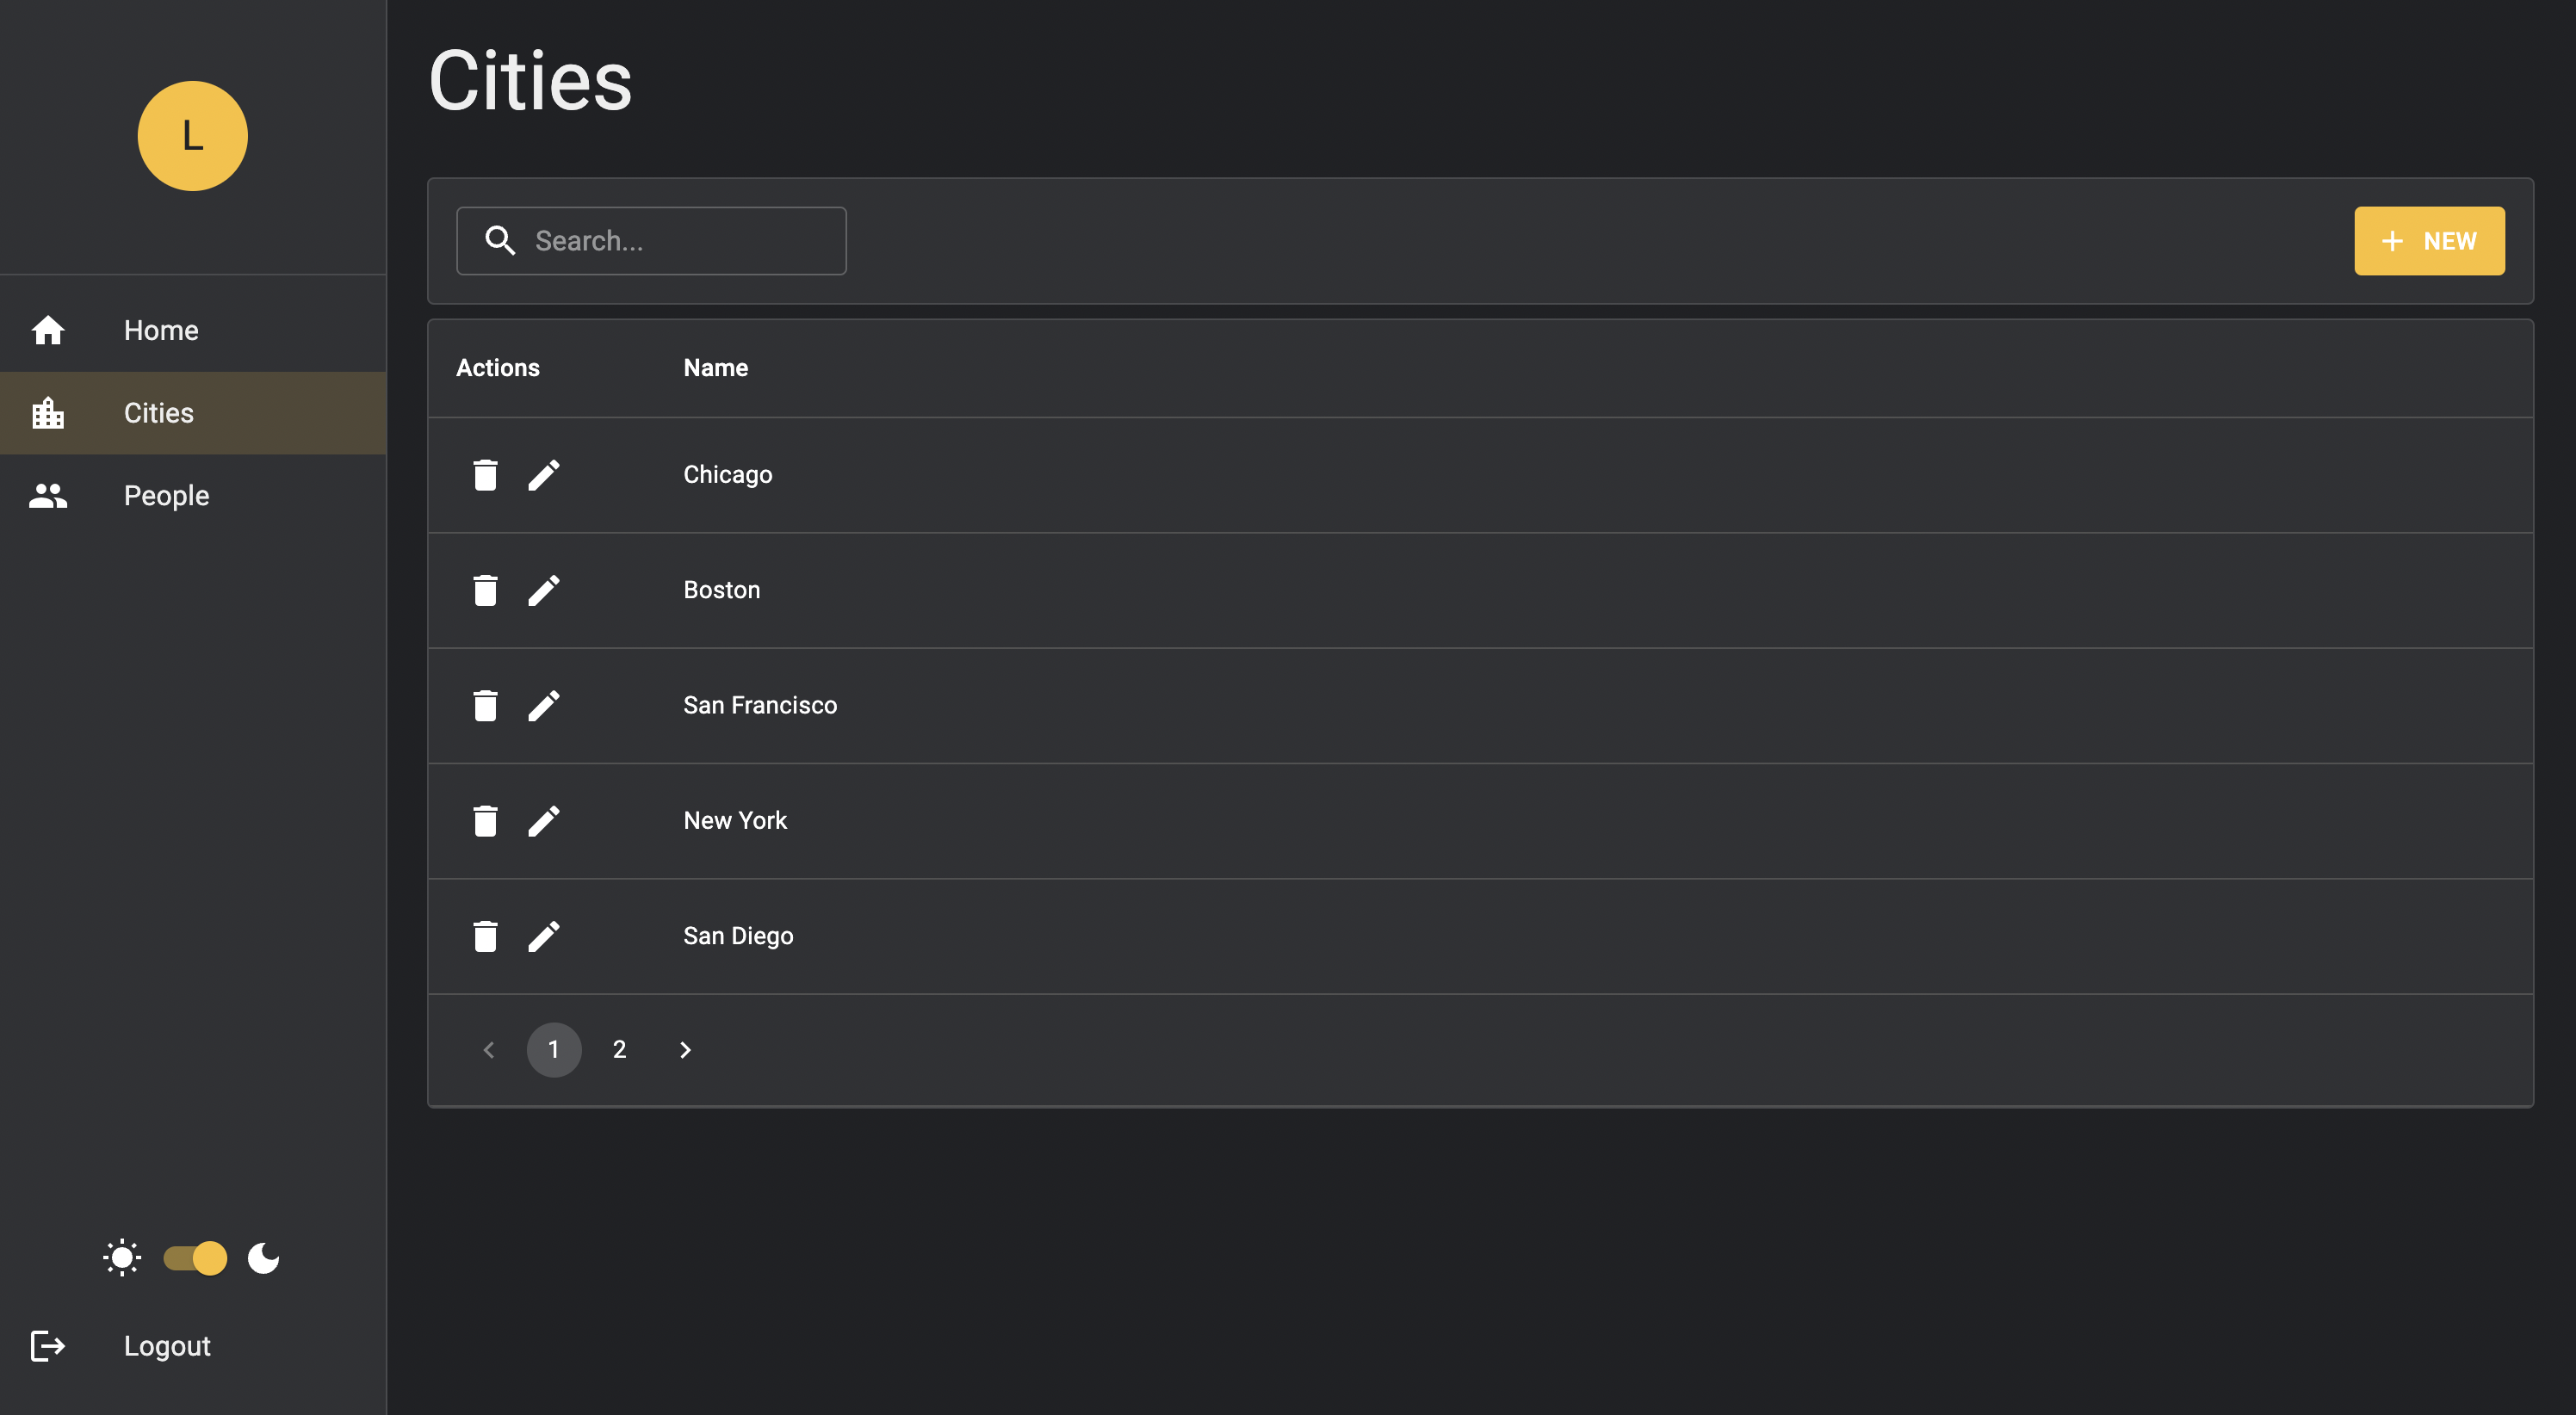 L
Home
Cities
People
Logout
Cities
Search...
NEW
Actions Name
Chicago
Boston
San Francisco
New York
San Diego
1 2